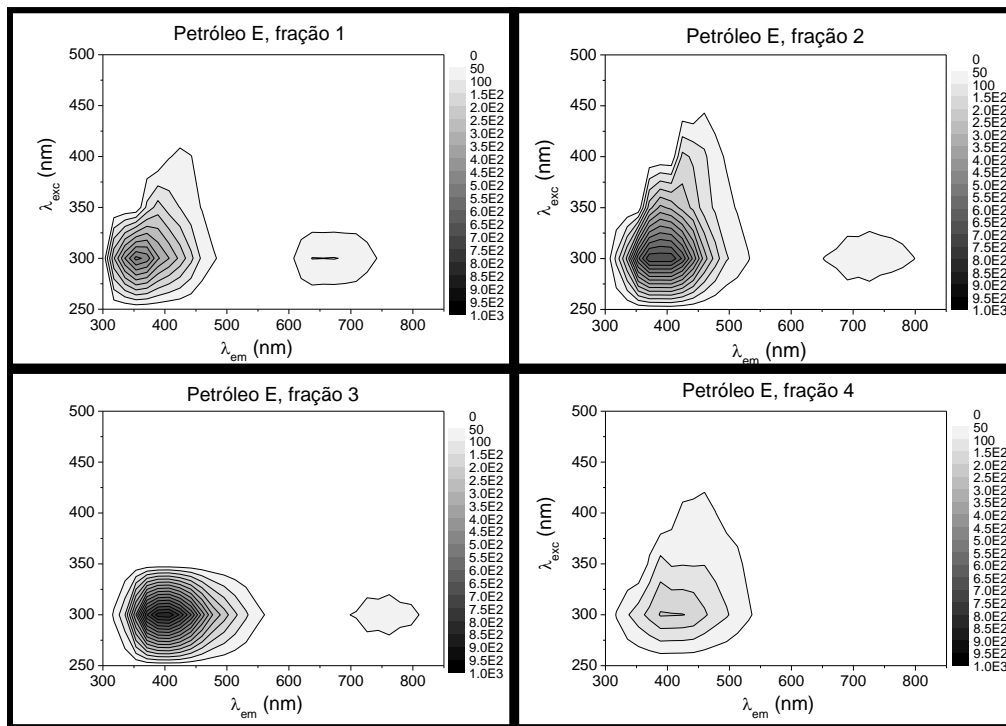 Petróleo E, fração 1
500
450
400
350
300
250
λexc (nm)
300 400 500 600 700 800
λem (nm)
0
50
100
1.5E2
2.0E2
2.5E2
3.0E2
3.5E2
4.0E2
4.5E2
5.0E2
5.5E2
6.0E2
6.5E2
7.0E2
7.5E2
8.0E2
8.5E2
9.0E2
9.5E2
1.0E3
Petróleo E, fração 2
500
450
400
350
300
250
λexc (nm)
300 400 500 600 700 800
λem (nm)
0
50
100
1.5E2
2.0E2
2.5E2
3.0E2
3.5E2
4.0E2
4.5E2
5.0E2
5.5E2
6.0E2
6.5E2
7.0E2
7.5E2
8.0E2
8.5E2
9.0E2
9.5E2
1.0E3
Petróleo E, fração 3
500
450
400
350
300
250
300 400 500 600 700 800
λem (nm)
0
50
100
1.5E2
2.0E2
2.5E2
3.0E2
3.5E2
4.0E2
4.5E2
5.0E2
5.5E2
6.0E2
6.5E2
7.0E2
7.5E2
8.0E2
8.5E2
9.0E2
9.5E2
1.0E3
Petróleo E, fração 4
500
450
400
350
300
250
λexc (nm)
300 400 500 600 700 800
λem (nm)
0
50
100
1.5E2
2.0E2
2.5E2
3.0E2
3.5E2
4.0E2
4.5E2
5.0E2
5.5E2
6.0E2
6.5E2
7.0E2
7.5E2
8.0E2
8.5E2
9.0E2
9.5E2
1.0E3